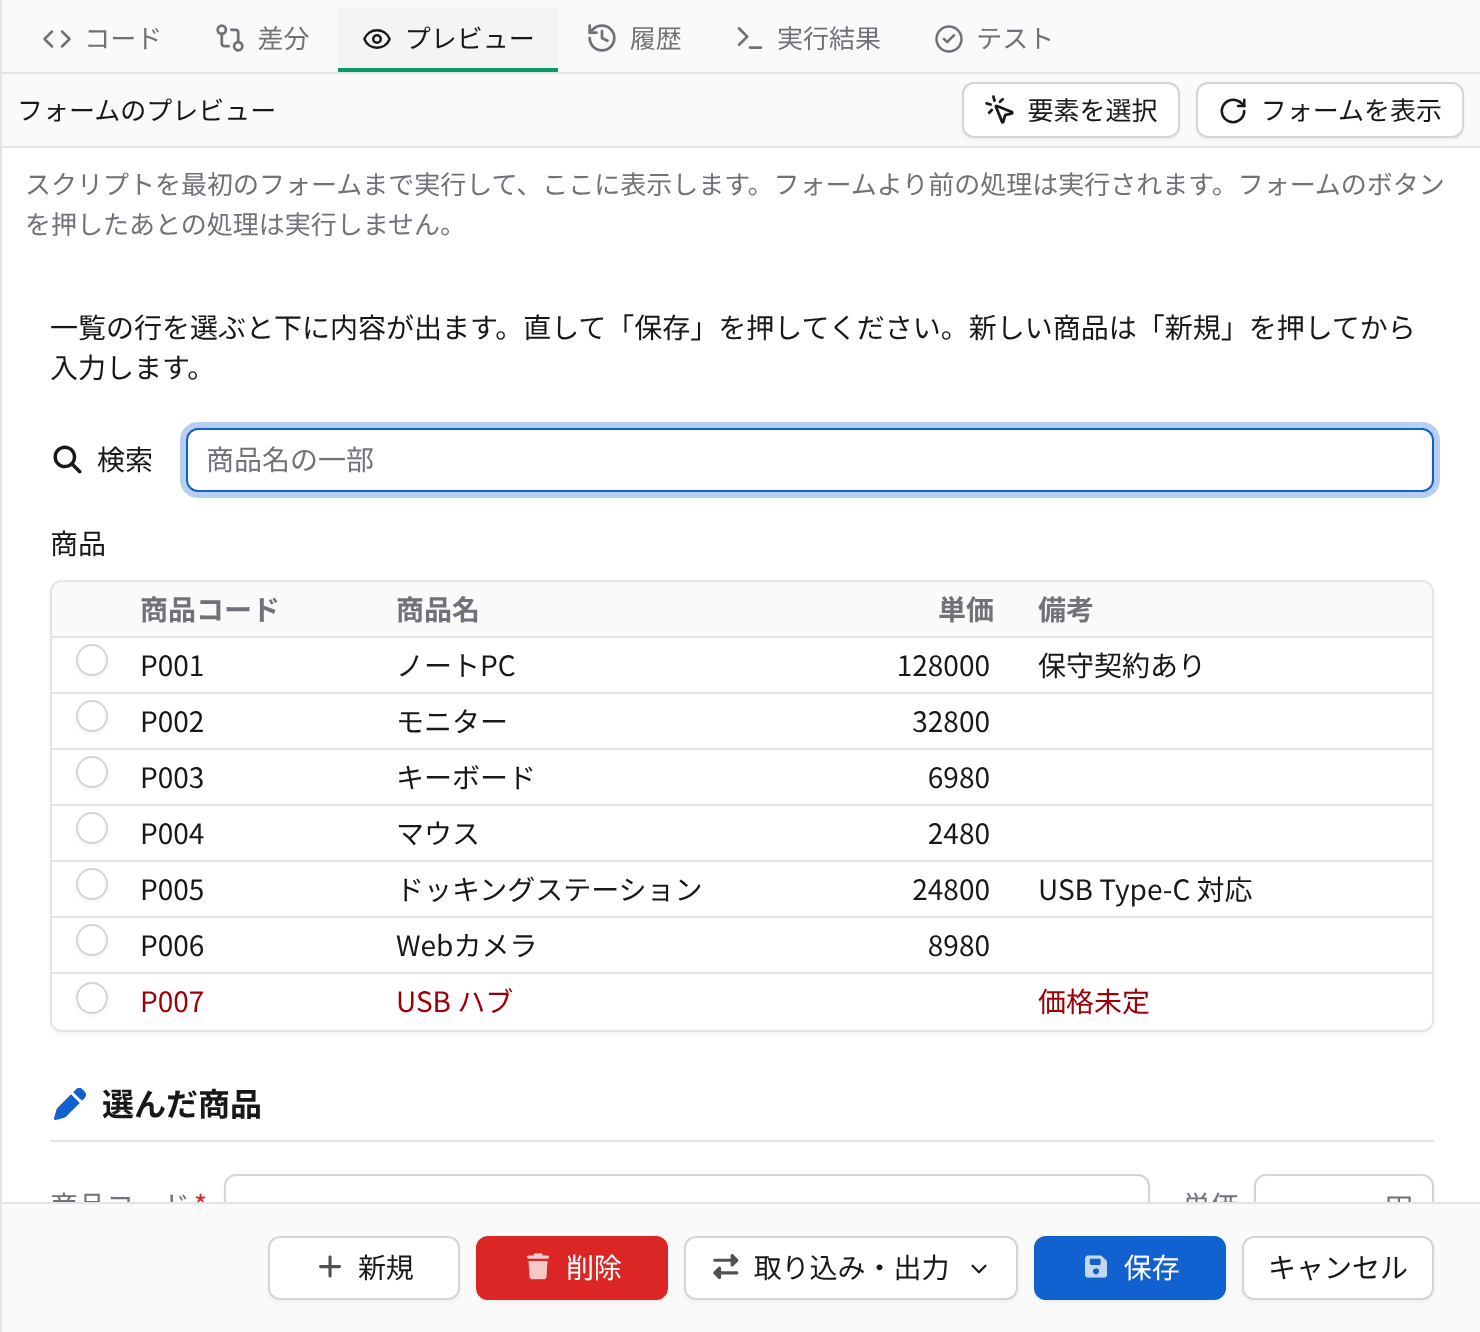 コード 差分 プレビュー 履歴 実行結果 テスト
フォームのプレビュー 要素を選択 フォームを表示
スクリプトを最初のフォームまで実行して、ここに表示します。フォームより前の処理は実行されます。フォームのボタン
を押したあとの処理は実行しません。
一覧の行を選ぶと下に内容が出ます。直して「保存」を押してください。新しい商品は「新規」を押してから
入力します。
検索 商品名の一部
商品
商品コード 商品名 単価 備考
P001 ノートPC 128000 保守契約あり
P002 モニター 32800
P003 キーボード 6980
P004 マウス 2480
P005 ドッキングステーション 24800 USB Type-C 対応
P006 Webカメラ 8980
P007 USB ハブ 価格未定
選んだ商品
商品コード* 単価 円
新規 削除 取り込み・出力 保存 キャンセル